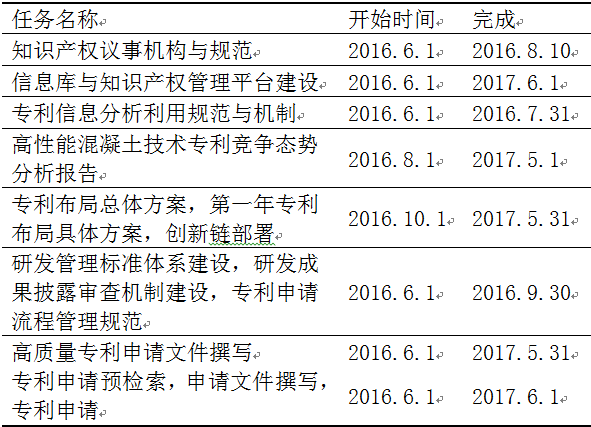 任务名称 开始时间 完成
知识产权议事机构与规范 2016.6.1 2016.8.10
信息库与知识产权管理平台建设 2016.6.1 2017.6.1
专利信息分析利用规范与机制 2016.6.1 2016.7.31
高性能混凝土技术专利竞争态势
分析报告 2016.8.1 2017.5.1
专利布局总体方案，第一年专利
布局具体方案，创新链部署 2016.10.1 2017.5.31
研发管理标准体系建设，研发成
果披露审查机制建设，专利申请 2016.6.1 2016.9.30
流程管理规范
高质量专利申请文件撰写 2016.6.1 2017.5.31
专利申请预检索，申请文件撰写，
专利申请 2016.6.1 2017.6.1